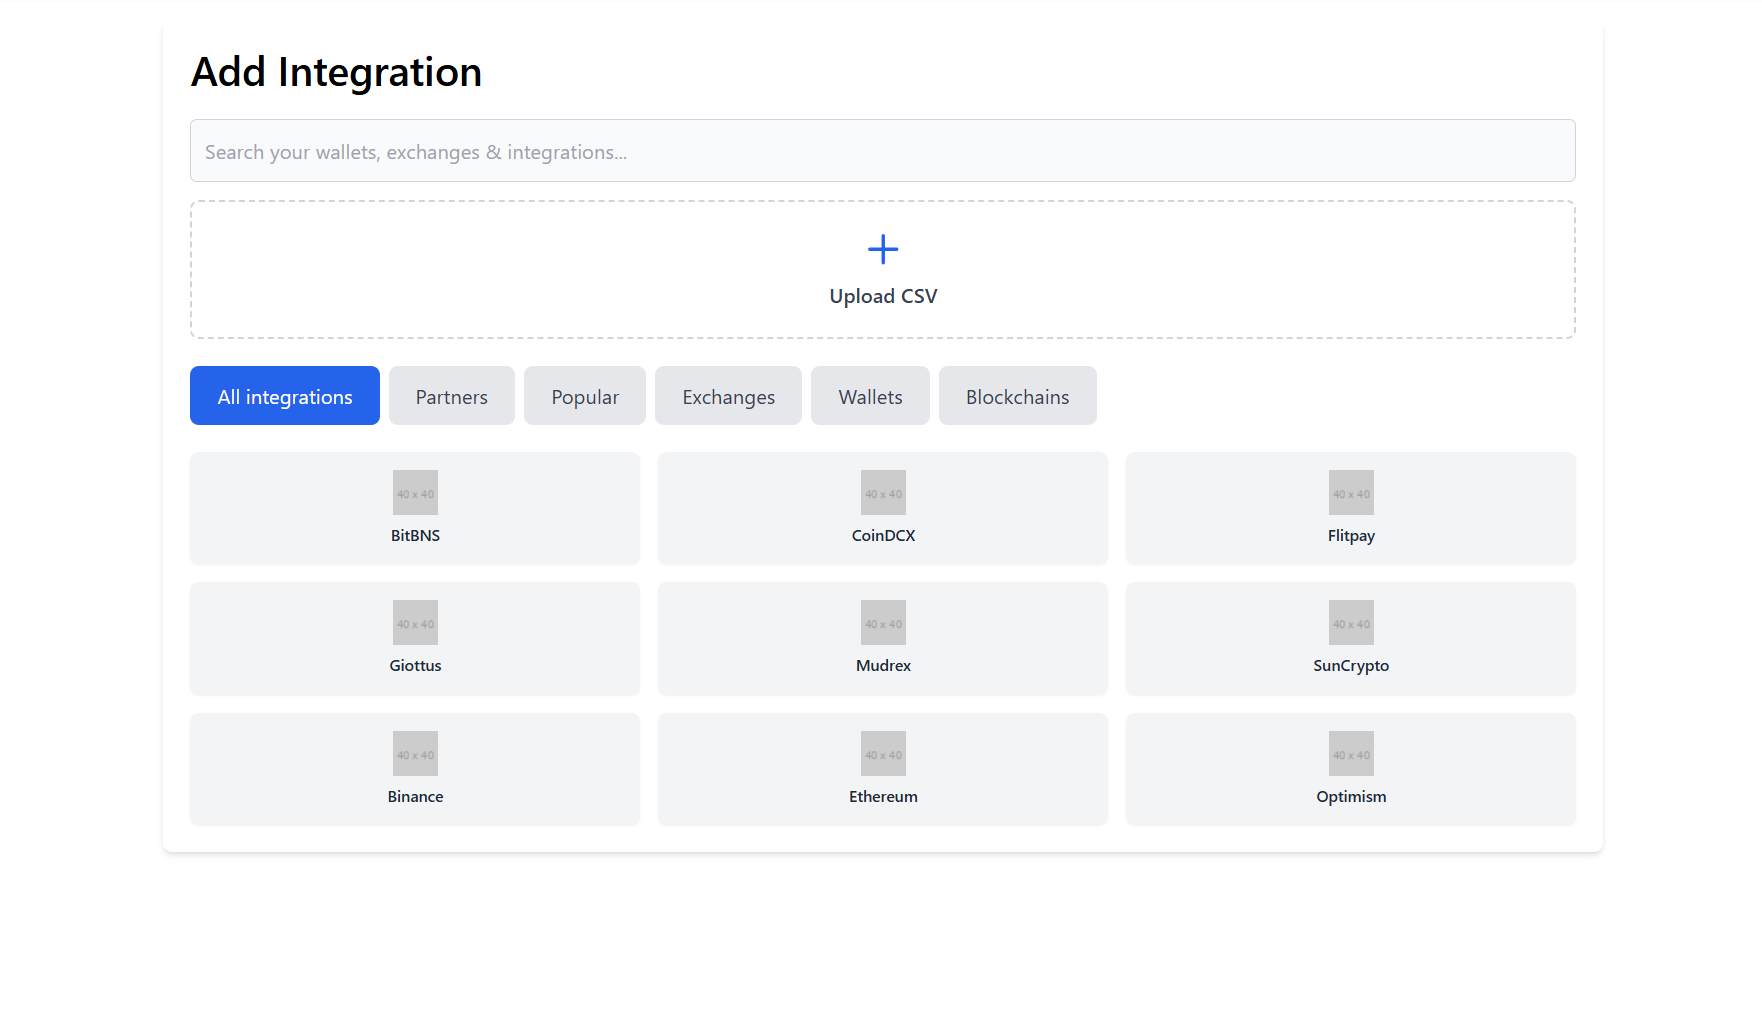 Add Integration
Search your wallets, exchanges & integrations...
Upload CSV
All integrations Partners Popular Exchanges Wallets Blockchains
40 x 40 40 x 40 40 x 40
BitBNS CoinDCX Flitpay
40 x 40 40 x 40 40 x 40
Giottus Mudrex SunCrypto
40 x 40 40 x 40 40 x 40
Binance Ethereum Optimism